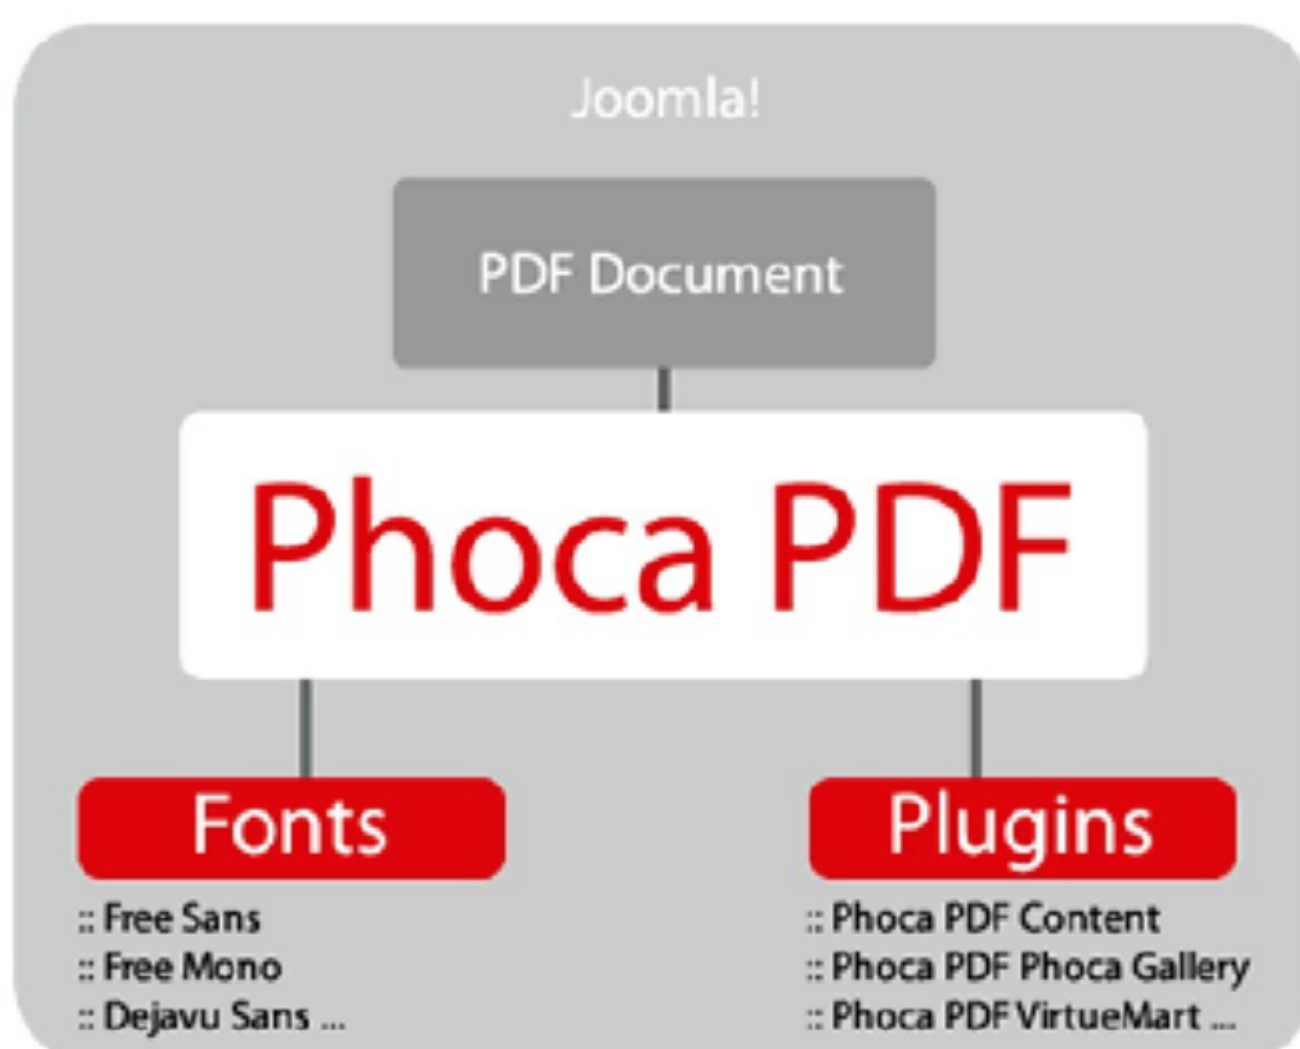 Joomla!
PDF Document
Phoca PDF
Fonts
:: Free Sans
:: Free Mono
:: Dejavu Sans ...
Plugins
:: Phoca PDF Content
:: Phoca PDF Phoca Gallery
:: Phoca PDF VirtueMart ...